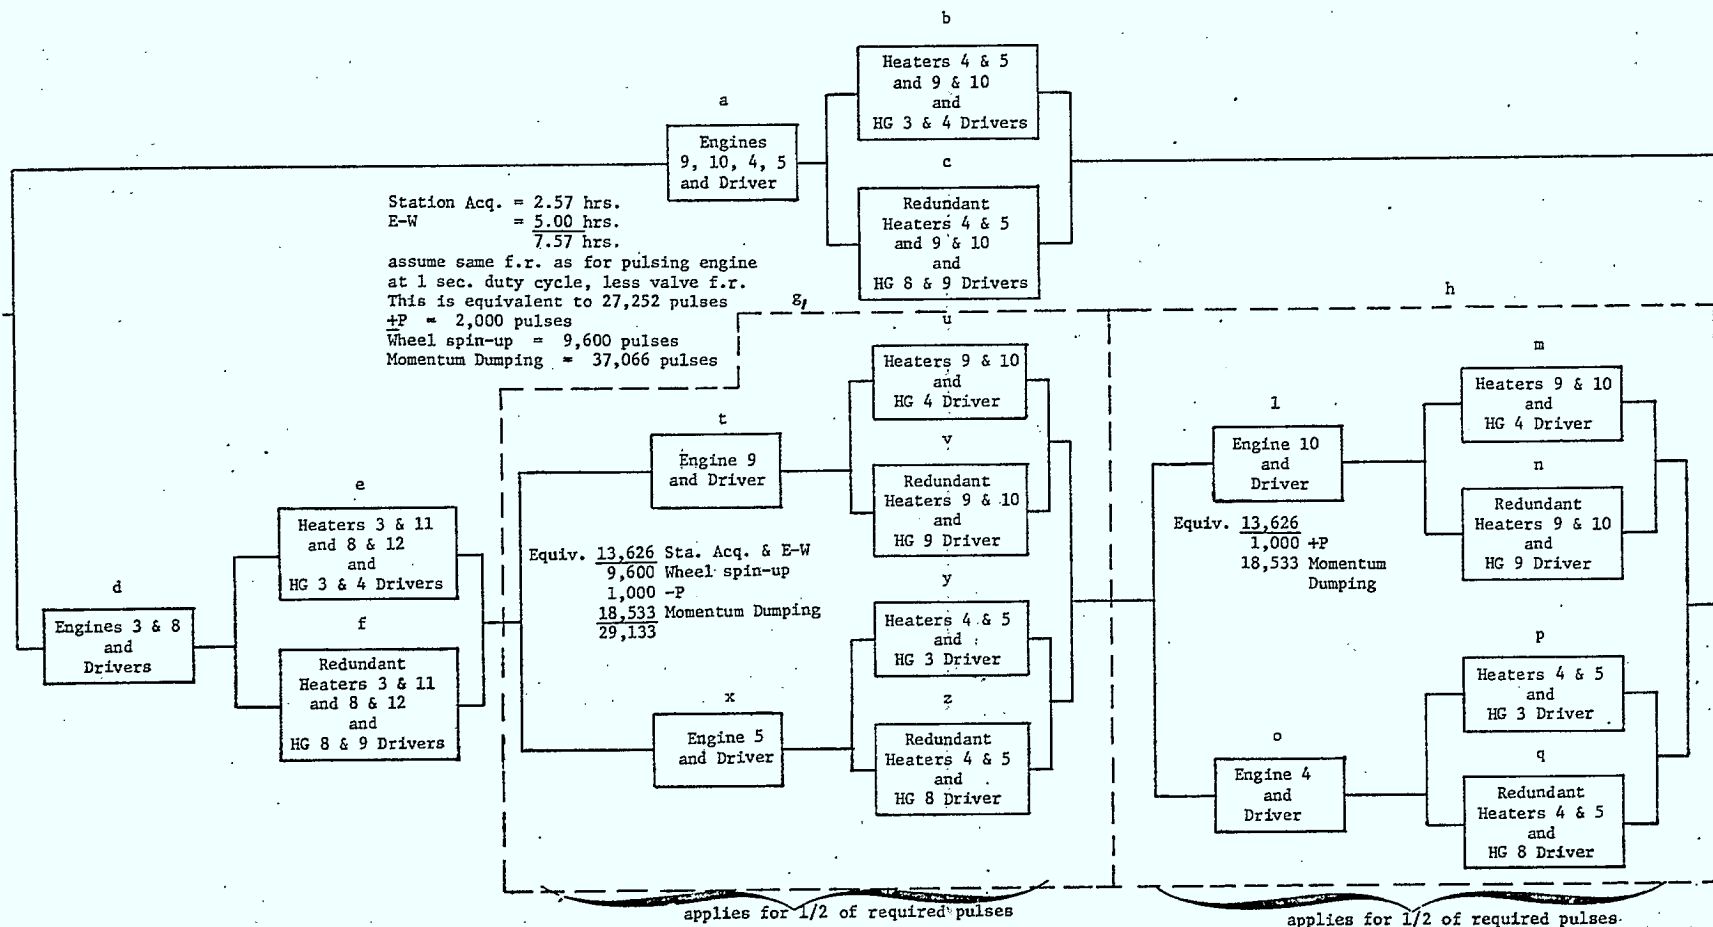 b
Heaters 4 & 5
and 9 & 10
and
HG 3 & 4 Drivers
a
Engines
9, 10, 4, 5
and Driver
c
Redundant
Heaters 4 & 5
and 9 & 10
and
HG 8 & 9 Drivers
Station Acq. = 2.57 hrs.
E-W = 5.00 hrs.
7.57 hrs.
assume same f.r. as for pulsing engine
at 1 sec. duty cycle, less valve f.r.
This is equivalent to 27,252 pulses
±P = 2,000 pulses
Wheel spin-up = 9,600 pulses
Momentum Dumping = 37,066 pulses
g,
h
u
Heaters 9 & 10
and
HG 4 Driver
t
Engine 9
and Driver
v
Redundant
Heaters 9 & 10
and
HG 9 Driver
Equiv. 13,626 Sta. Acq. & E-W
9,600 Wheel spin-up
1,000 -P
18,533 Momentum Dumping
29,133
y
Heaters 4 & 5
and
HG 3 Driver
x
Engine 5
and Driver
z
Redundant
Heaters 4 & 5
and
HG 8 Driver
e
Heaters 3 & 11
and 8 & 12
and
HG 3 & 4 Drivers
d
Engines 3 & 8
and
Drivers
f
Redundant
Heaters 3 & 11
and 8 & 12
and
HG 8 & 9 Drivers
m
Heaters 9 & 10
and
HG 4 Driver
l
Engine 10
and
Driver
n
Redundant
Heaters 9 & 10
and
HG 9 Driver
Equiv. 13,626
1,000 +P
18,533 Momentum
Dumping
p
Heaters 4 & 5
and
HG 3 Driver
o
Engine 4
and
Driver
q
Redundant
Heaters 4 & 5
and
HG 8 Driver
applies for 1/2 of required pulses
applies for 1/2 of required pulses